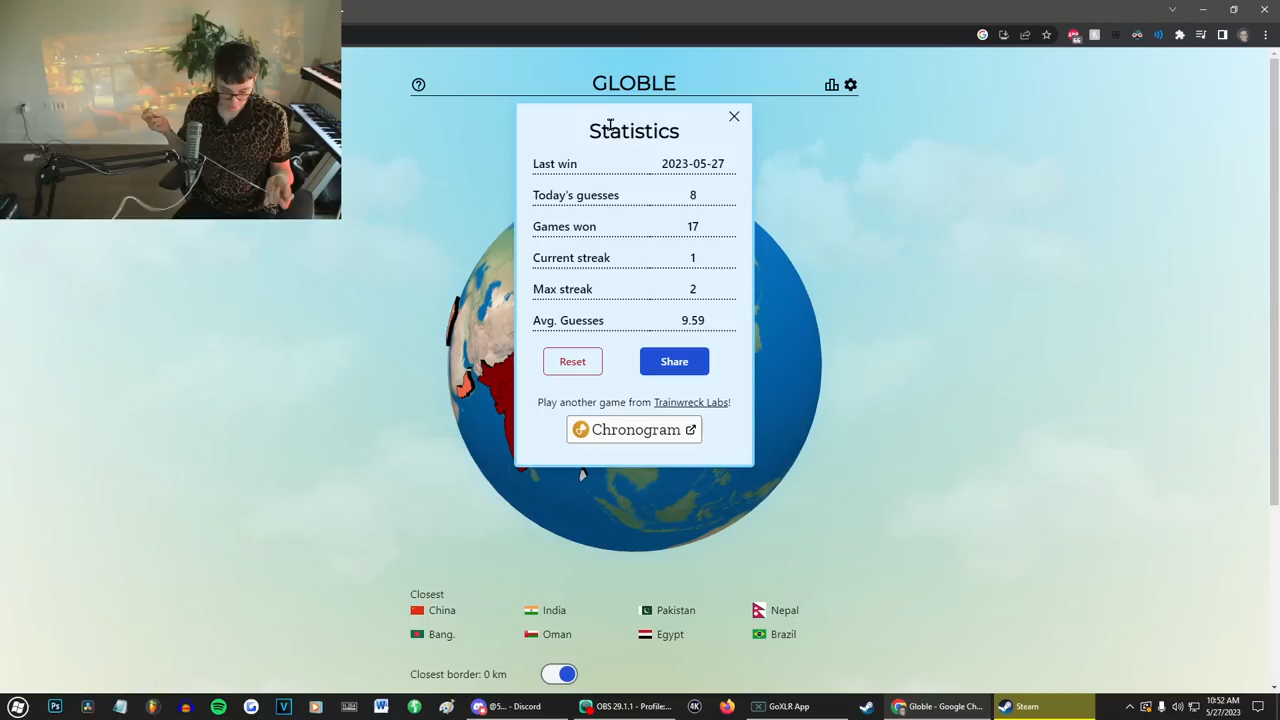 66
GLOBLE
Statistics
Last win 2023-05-27
Today's guesses 8
Games won 17
Current streak 1
Max streak 2
Avg. Guesses 9.59
Reset Share
Play another game from Trainwreck Labs!
Chronogram
Closest
China India Pakistan Nepal
Bang. Oman Egypt Brazil
Closest border: 0 km
@5... - Discord OBS 29.1.1 - Profile:... 4K GoXLR App Globle - Google Ch... Steam
10:52 AM
5/27/2023